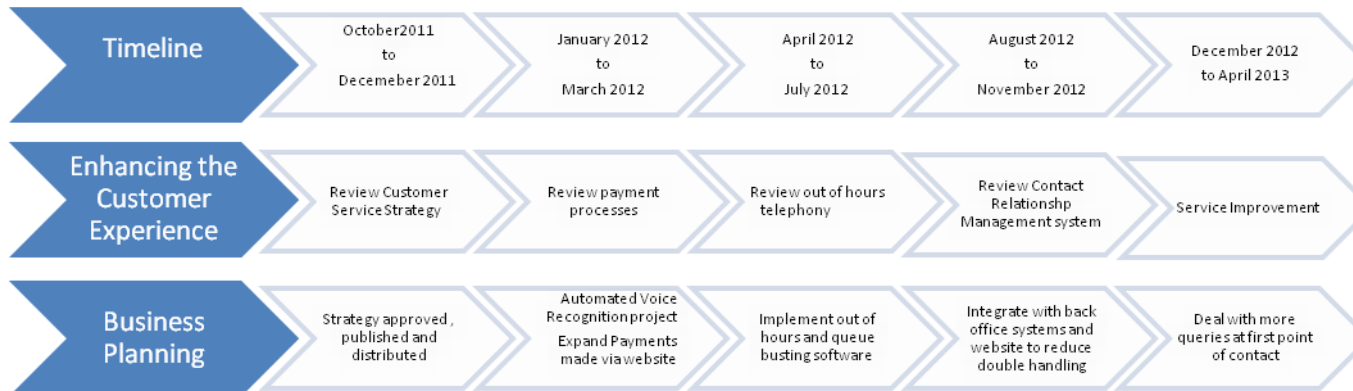 Timeline
October2011
to
Decemeber 2011
January 2012
to
March 2012
April 2012
to
July 2012
August 2012
to
November 2012
December 2012
to April 2013
Enhancing the
Customer
Experience
Review Customer
Service Strategy
Review payment
processes
Review out of hours
telephony
Review Contact
Relationshp
Management system
Service Improvement
Business
Planning
Strategy approved ,
published and
distributed
Automated Voice
Recognition project
Expand Payments
made via website
Implement out of
hours and queue
busting software
Integrate with back
office systems and
website to reduce
double handling
Deal with more
queries at first point
of contact